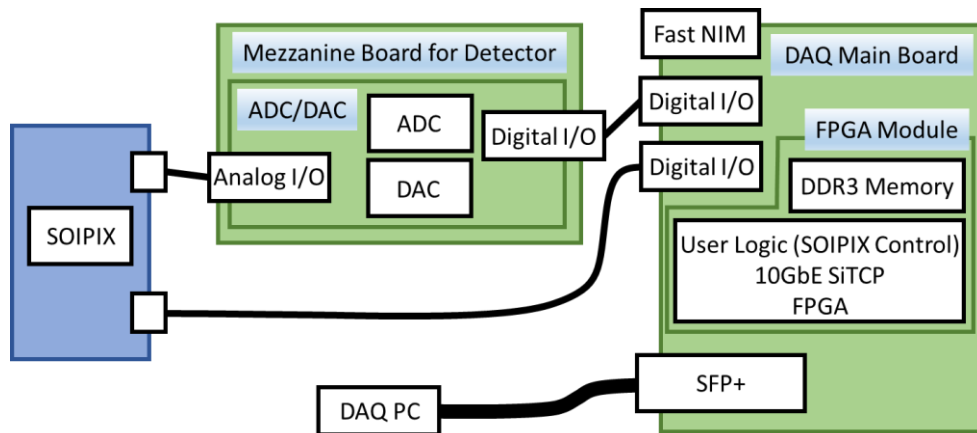 Mezzanine Board for Detector
ADC/DAC
ADC
DAC
Analog I/O
Digital I/O
SOIPIX
Fast NIM
DAQ Main Board
Digital I/O
Digital I/O
FPGA Module
DDR3 Memory
User Logic (SOIPIX Control)
10GbE SiTCP
FPGA
SFP+
DAQ PC